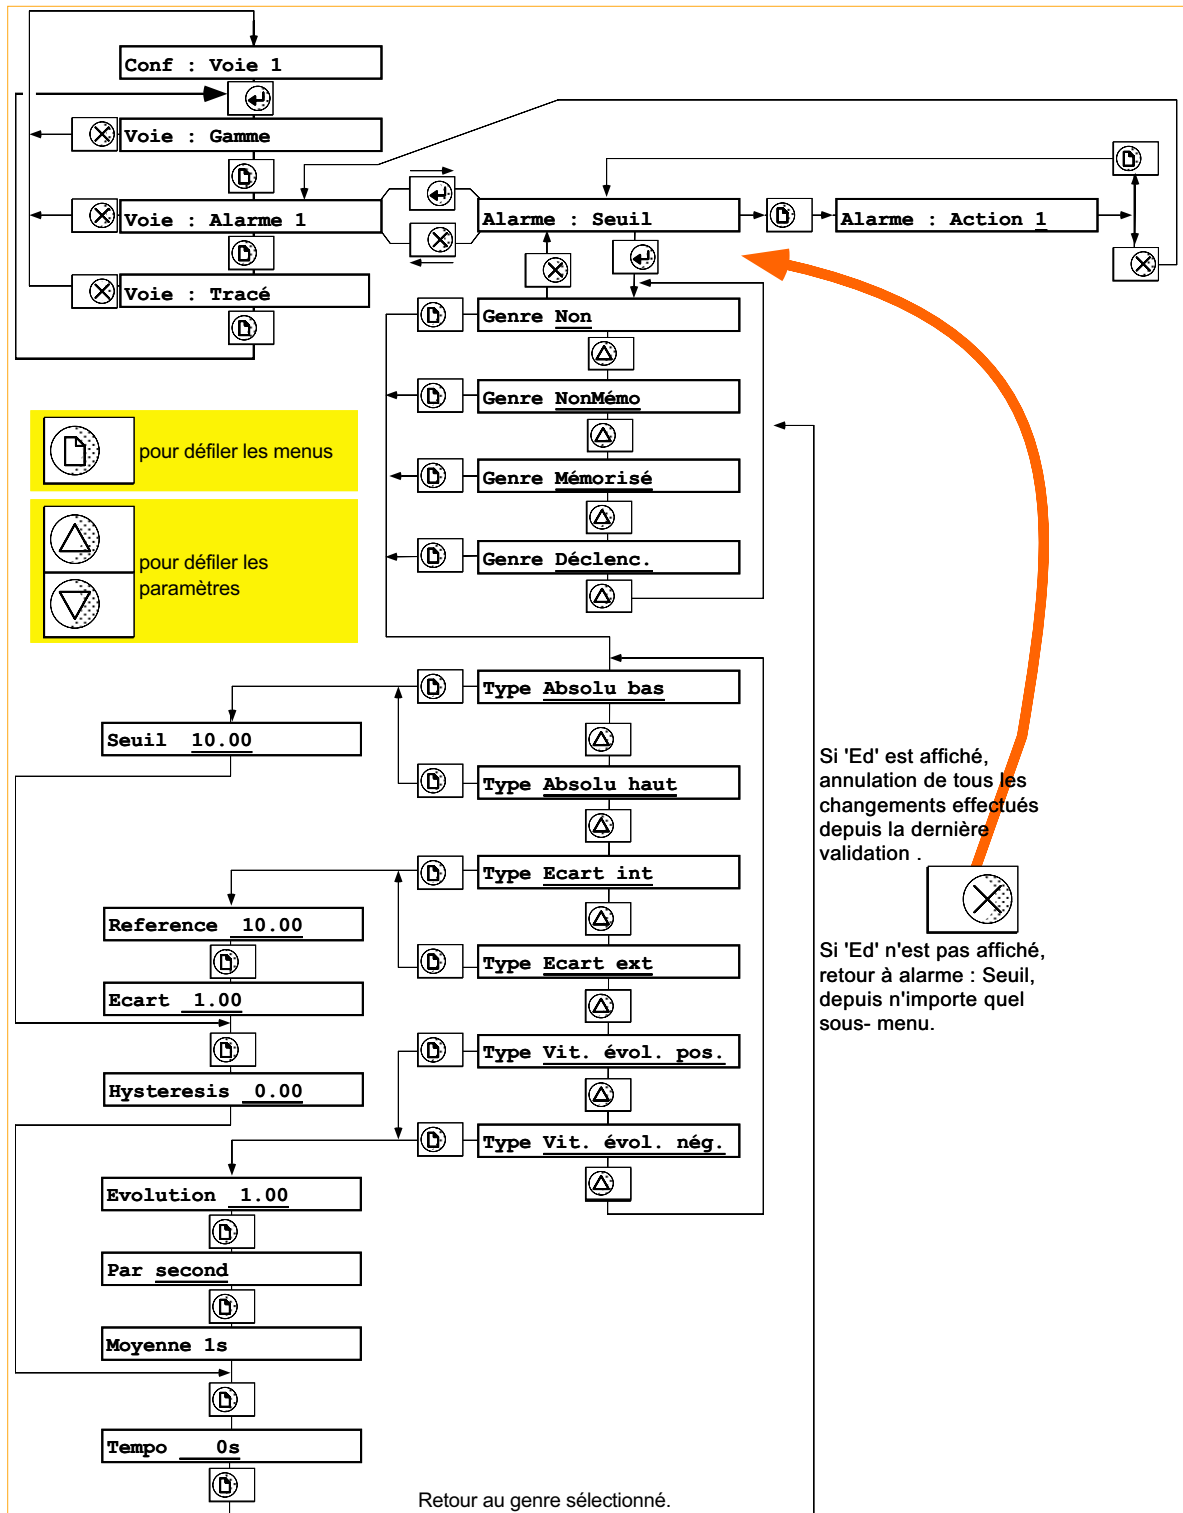 Conf : Voie 1
Voie : Gamme
Voie : Alarme 1
Alarme : Seuil
Alarme : Action 1
Voie : Tracé
Genre Non
Genre NonMémo
pour défiler les menus
Genre Mémorisé
pour défiler les
paramètres
Genre Déclenc.
Type Absolu bas
Seuil 10.00
Type Absolu haut
Si 'Ed' est affiché,
annulation de tous les
changements effectués
depuis la dernière
validation .
Type Ecart int
Reference 10.00
Type Ecart ext
Ecart 1.00
Si 'Ed' n'est pas affiché,
retour à alarme : Seuil,
depuis n'importe quel
sous- menu.
Type Vit. évol. pos.
Hysteresis 0.00
Type Vit. évol. nég.
Evolution 1.00
Par second
Moyenne 1s
Tempo 0s
Retour au genre sélectionné.